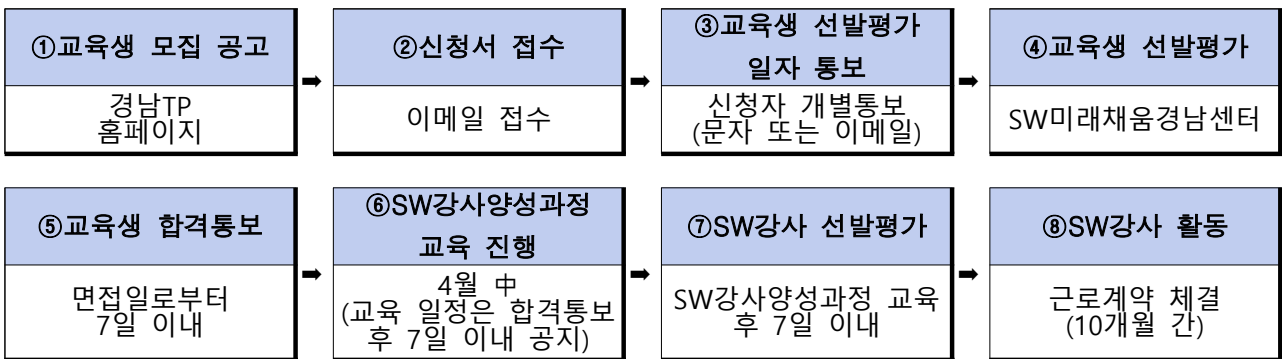 ①교육생 모집 공고
경남TP
홈페이지
②신청서 접수
이메일 접수
③교육생 선발평가
일자 통보
신청자 개별통보
(문자 또는 이메일)
④교육생 선발평가
SW미래채움경남센터
⑤교육생 합격통보
면접일로부터
7일 이내
⑥SW강사양성과정
교육 진행
4월 中
(교육 일정은 합격통보
후 7일 이내 공지)
⑦SW강사 선발평가
SW강사양성과정 교육
후 7일 이내
⑧SW강사 활동
근로계약 체결
(10개월 간)